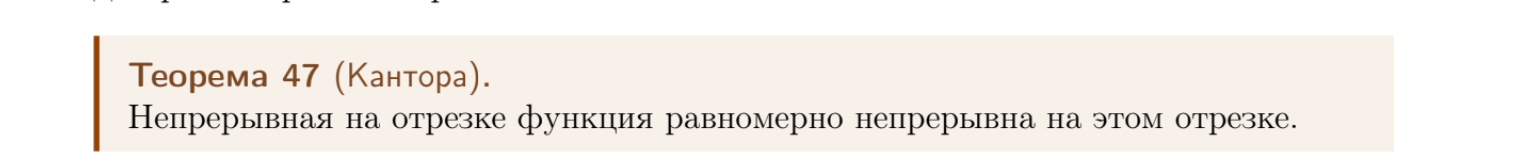 Теорема 47 (Кантора).
Непрерывная на отрезке функция равномерно непрерывна на этом отрезке.